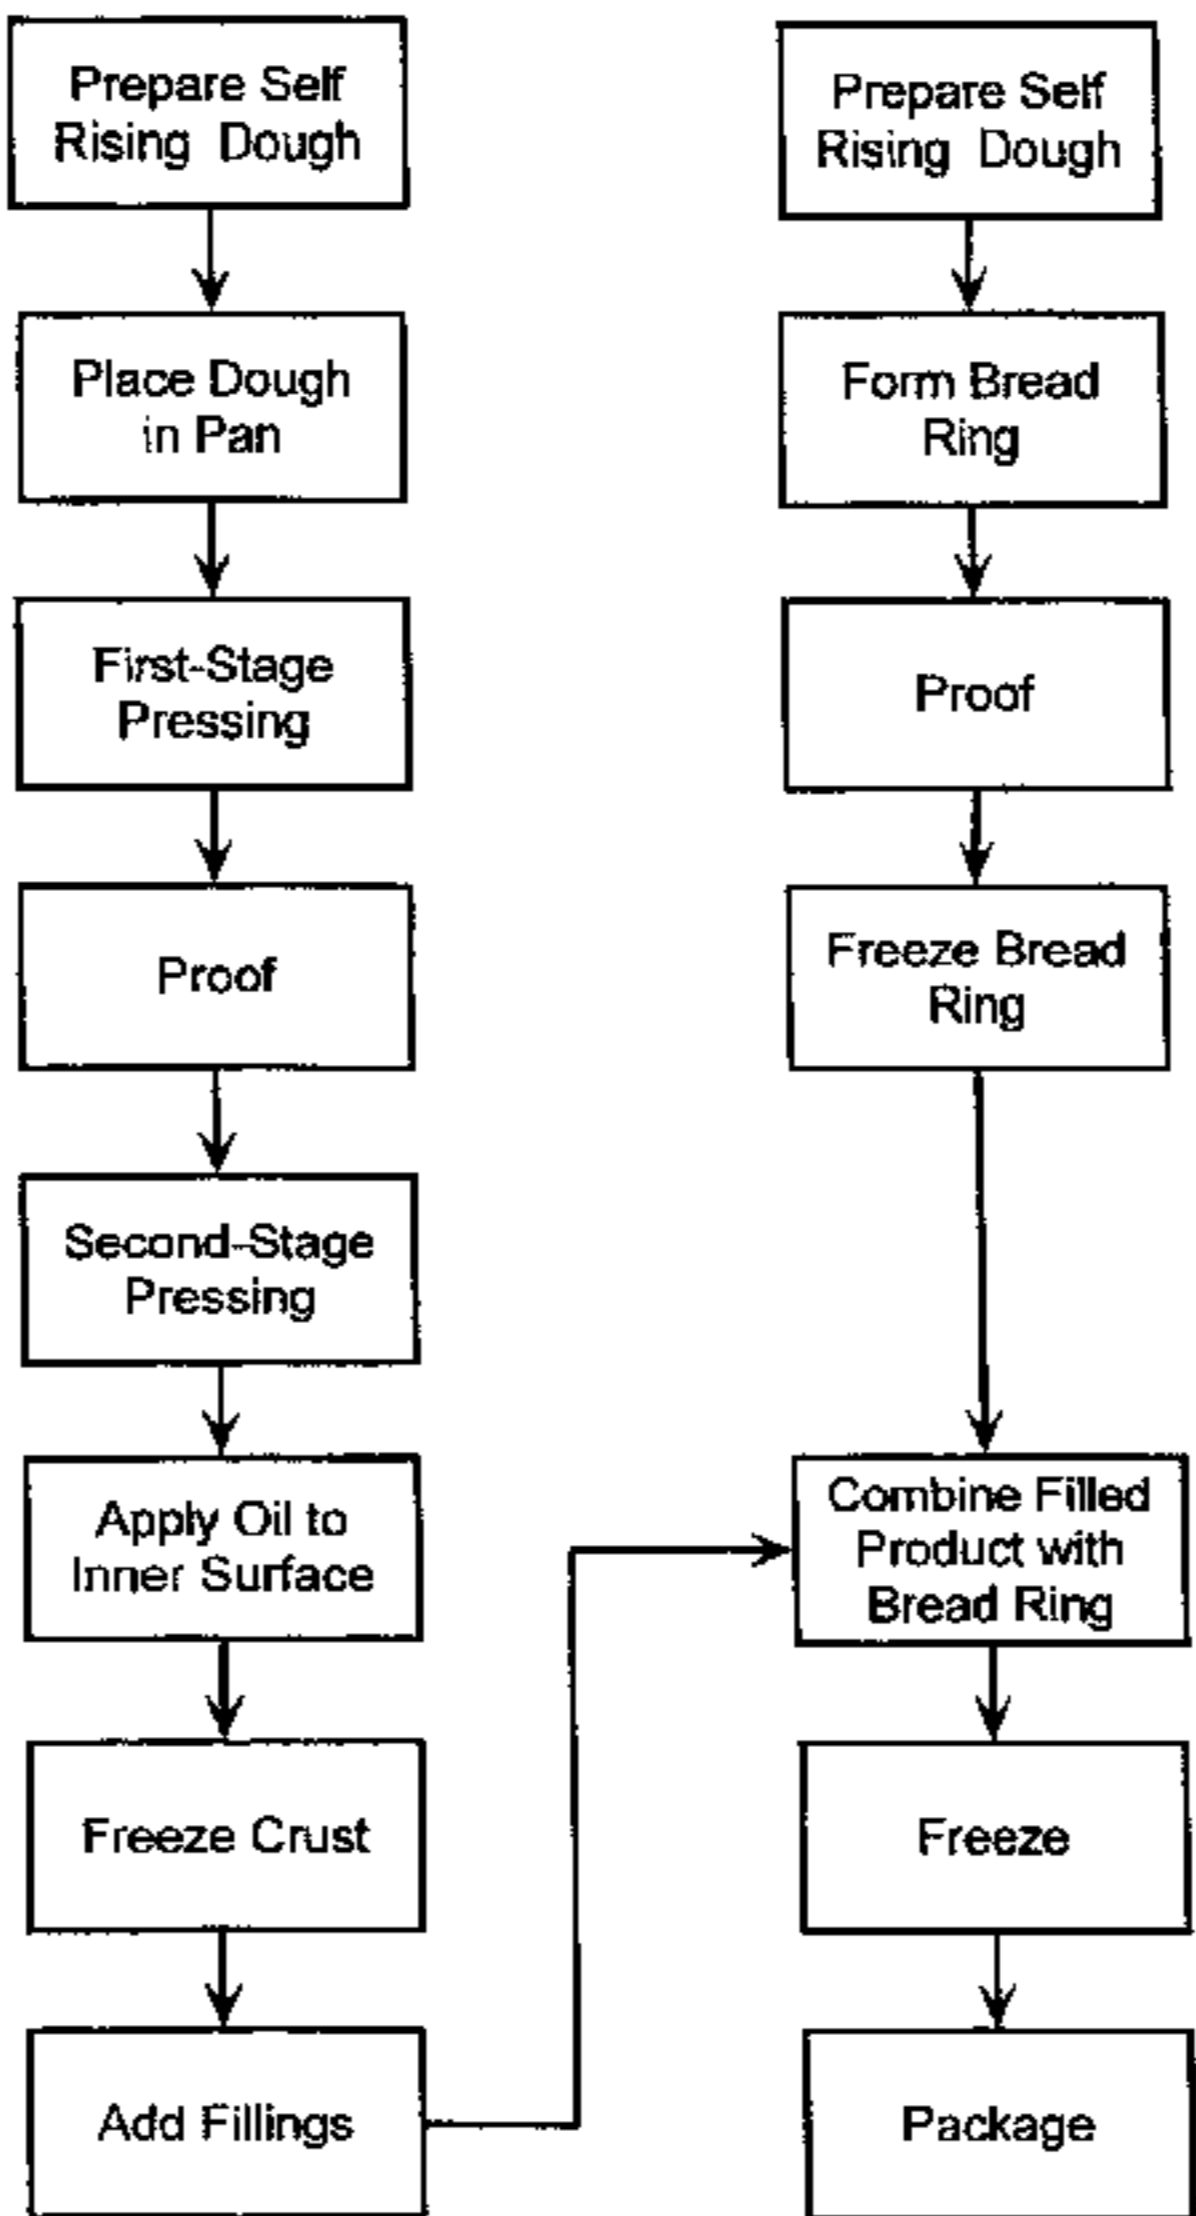 Prepare Self
Rising Dough
Place Dough
in Pan
First-Stage
Pressing
Proof
Second-Stage
Pressing
Apply Oil to
Inner Surface
Freeze Crust
Add Fillings
Prepare Self
Rising Dough
Form Bread
Ring
Proof
Freeze Bread
Ring
Combine Filled
Product with
Bread Ring
Freeze
Package